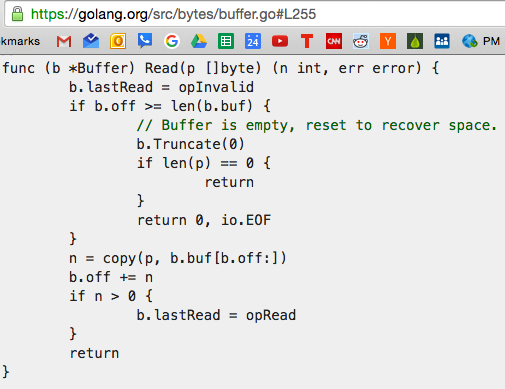 https://golang.org/src/bytes/buffer.go#L255
kmarks 24 T CNN Y PM
func (b *Buffer) Read(p []byte) (n int, err error) {
        b.lastRead = opInvalid
        if b.off >= len(b.buf) {
                // Buffer is empty, reset to recover space.
                b.Truncate(0)
                if len(p) == 0 {
                        return
                }
                return 0, io.EOF
        }
        n = copy(p, b.buf[b.off:])
        b.off += n
        if n > 0 {
                b.lastRead = opRead
        }
        return
}